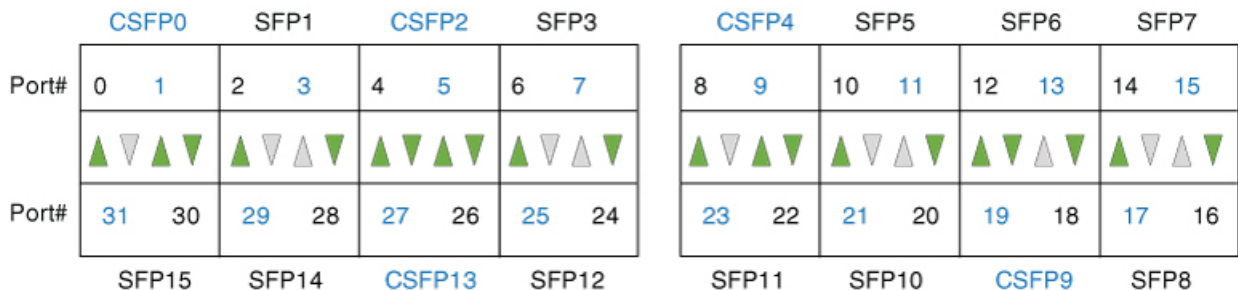 CSFP0 SFP1 CSFP2 SFP3 CSFP4 SFP5 SFP6 SFP7
Port# 0 1 2 3 4 5 6 7 8 9 10 11 12 13 14 15
Port# 31 30 29 28 27 26 25 24 23 22 21 20 19 18 17 16
SFP15 SFP14 CSFP13 SFP12 SFP11 SFP10 CSFP9 SFP8